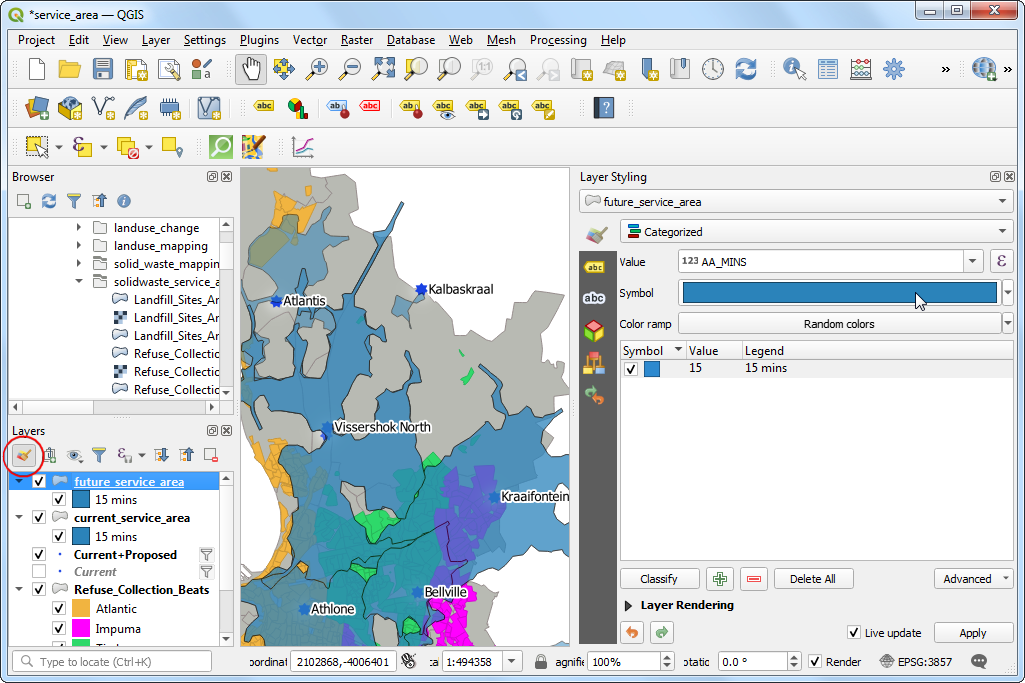 *service_area — QGIS
Project Edit View Layer Settings Plugins Vector Raster Database Web Mesh Processing Help
Browser
landuse_change
landuse_mapping
solid_waste_mappin
solidwaste_service_a
Landfill_Sites_Ar
Landfill_Sites_Ar
Landfill_Sites_Ar
Refuse_Collectic
Refuse_Collectic
Refuse_Collectic
Layers
future_service_area
15 mins
current_service_area
15 mins
Current+Proposed
Current
Refuse_Collection_Beats
Atlantic
Impuma
Atlantis
Kalbaskraal
Vissershok North
Kraaifontein
Bellville
Athlone
Layer Styling
future_service_area
Categorized
Value 123 AA_MINS ε
Symbol
Color ramp Random colors
Symbol Value Legend
15 15 mins
Classify Delete All Advanced
Layer Rendering
Live update Apply
Type to locate (Ctrl+K) oordinat 2102868,-4006401 ca 1:494358 agnifie 100% otatio 0.0 ° Render EPSG:3857